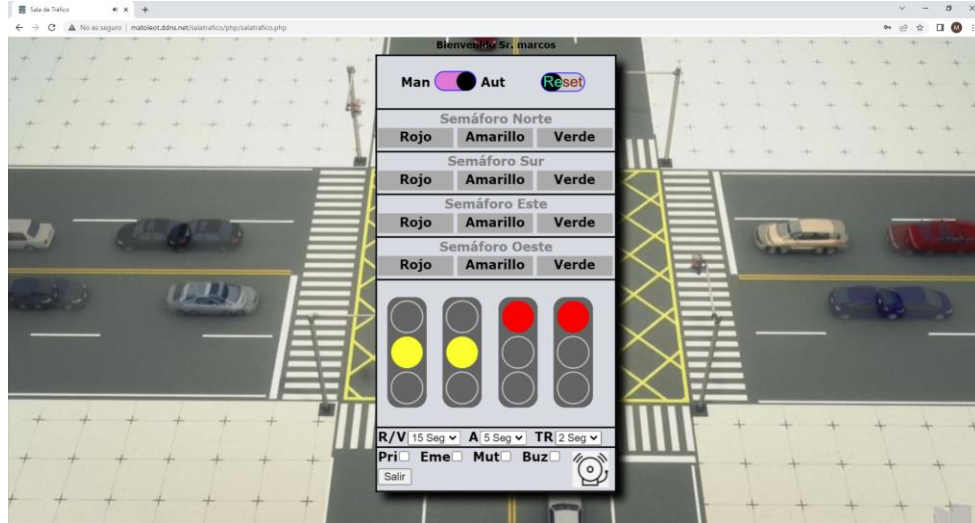 Sala de Tráfico
No es seguro | matoleot.ddns.net/salatrafico/php/salatrafico.php
Bienvenido Sr. marcos
Man Aut Reset
Semáforo Norte
Rojo Amarillo Verde
Semáforo Sur
Rojo Amarillo Verde
Semáforo Este
Rojo Amarillo Verde
Semáforo Oeste
Rojo Amarillo Verde
R/V 15 Seg A 5 Seg TR 2 Seg
Pri Eme Mut Buz
Salir